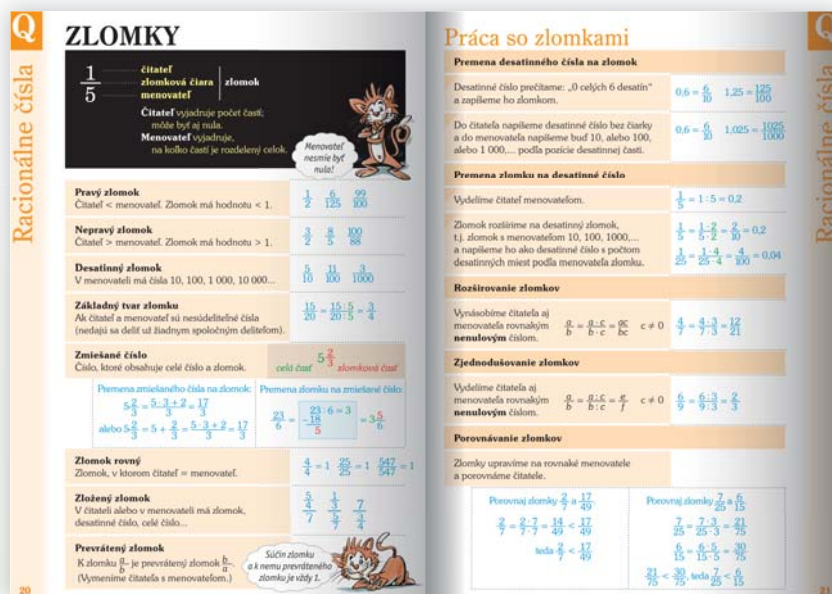 Q
Racionálne čísla
ZLOMKY
1/5
čitateľ
zlomková čiara | zlomok
menovateľ
Čitateľ vyjadruje počet častí;
môže byť aj nula.
Menovateľ vyjadruje,
na koľko častí je rozdelený celok.
Menovateľ
nesmie byť
nula!
Pravý zlomok
Čitateľ < menovateľ. Zlomok má hodnotu < 1.
1/2 6/125 99/100
Nepravý zlomok
Čitateľ > menovateľ. Zlomok má hodnotu > 1.
3/2 8/5 100/88
Desatinný zlomok
V menovateli má čísla 10, 100, 1 000, 10 000...
5/10 11/100 3/1000
Základný tvar zlomku
Ak čitateľ a menovateľ sú nesúdeliteľné čísla
(nedajú sa deliť už žiadnym spoločným deliteľom).
15/20 = 15:5/20:5 = 3/4
Zmiešané číslo
Číslo, ktoré obsahuje celé číslo a zlomok.
5 2/3
celá časť zlomková časť
Premena zmiešaného čísla na zlomok:
5 2/3 = 5·3+2/3 = 17/3
alebo 5 2/3 = 5 + 2/3 = 5·3+2/3 = 17/3
Premena zlomku na zmiešané číslo:
23/6 = 23:6 = 3
-18
5
= 3 5/6
Zlomok rovný
Zlomok, v ktorom čitateľ = menovateľ.
4/4 = 1 25/25 = 1 547/547 = 1
Zložený zlomok
V čitateli alebo v menovateli má zlomok,
desatinné číslo, celé číslo...
5/4 1/3 7
7 5/7 3/4
Prevrátený zlomok
K zlomku a/b je prevrátený zlomok b/a.
(Vymeníme čitateľa s menovateľom.)
Súčin zlomku
a k nemu prevráteného
zlomku je vždy 1.
20
Práca so zlomkami
Premena desatinného čísla na zlomok
Desatinné číslo prečítame: „0 celých 6 desatín“
a zapíšeme ho zlomkom.
0,6 = 6/10 1,25 = 125/100
Do čitateľa napíšeme desatinné číslo bez čiarky
a do menovateľa napíšeme buď 10, alebo 100,
alebo 1 000,... podľa pozície desatinnej časti.
0,6 = 6/10 1,025 = 1025/1000
Premena zlomku na desatinné číslo
Vydelíme čitateľ menovateľom.
1/5 = 1 : 5 = 0,2
Zlomok rozšírime na desatinný zlomok,
t.j. zlomok s menovateľom 10, 100, 1000,...
a napíšeme ho ako desatinné číslo s počtom
desatinných miest podľa menovateľa zlomku.
1/5 = 1·2/5·2 = 2/10 = 0,2
1/25 = 1·4/25·4 = 4/100 = 0,04
Rozširovanie zlomkov
Vynásobíme čitateľa aj
menovateľa rovnakým
nenulovým číslom.
a/b = a·c/b·c = ac/bc c ≠ 0
4/7 = 4·3/7·3 = 12/21
Zjednodušovanie zlomkov
Vydelíme čitateľa aj
menovateľa rovnakým
nenulovým číslom.
a/b = a:c/b:c = e/f c ≠ 0
6/9 = 6:3/9:3 = 2/3
Porovnávanie zlomkov
Zlomky upravíme na rovnaké menovatele
a porovnáme čitatele.
Porovnaj zlomky 2/7 a 17/49.
2/7 = 2·7/7·7 = 14/49 < 17/49
teda 2/7 < 17/49
Porovnaj zlomky 7/25 a 6/15
7/25 = 7·3/25·3 = 21/75
6/15 = 6·5/15·5 = 30/75
21/75 < 30/75, teda 7/25 < 6/15
Q
Racionálne čísla
21